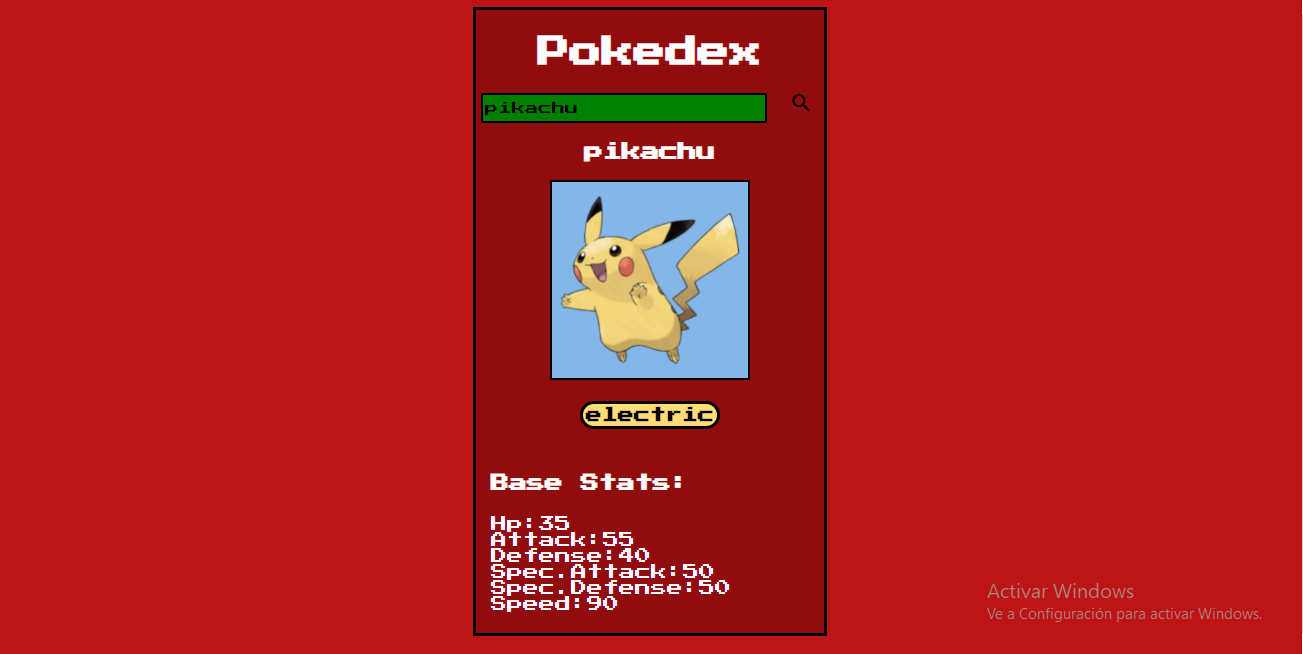 Pokedex
pikachu
pikachu
electric
Base Stats:
Hp:35
Attack:55
Defense:40
Spec.Attack:50
Spec.Defense:50
Speed:90
Activar Windows
Ve a Configuración para activar Windows.